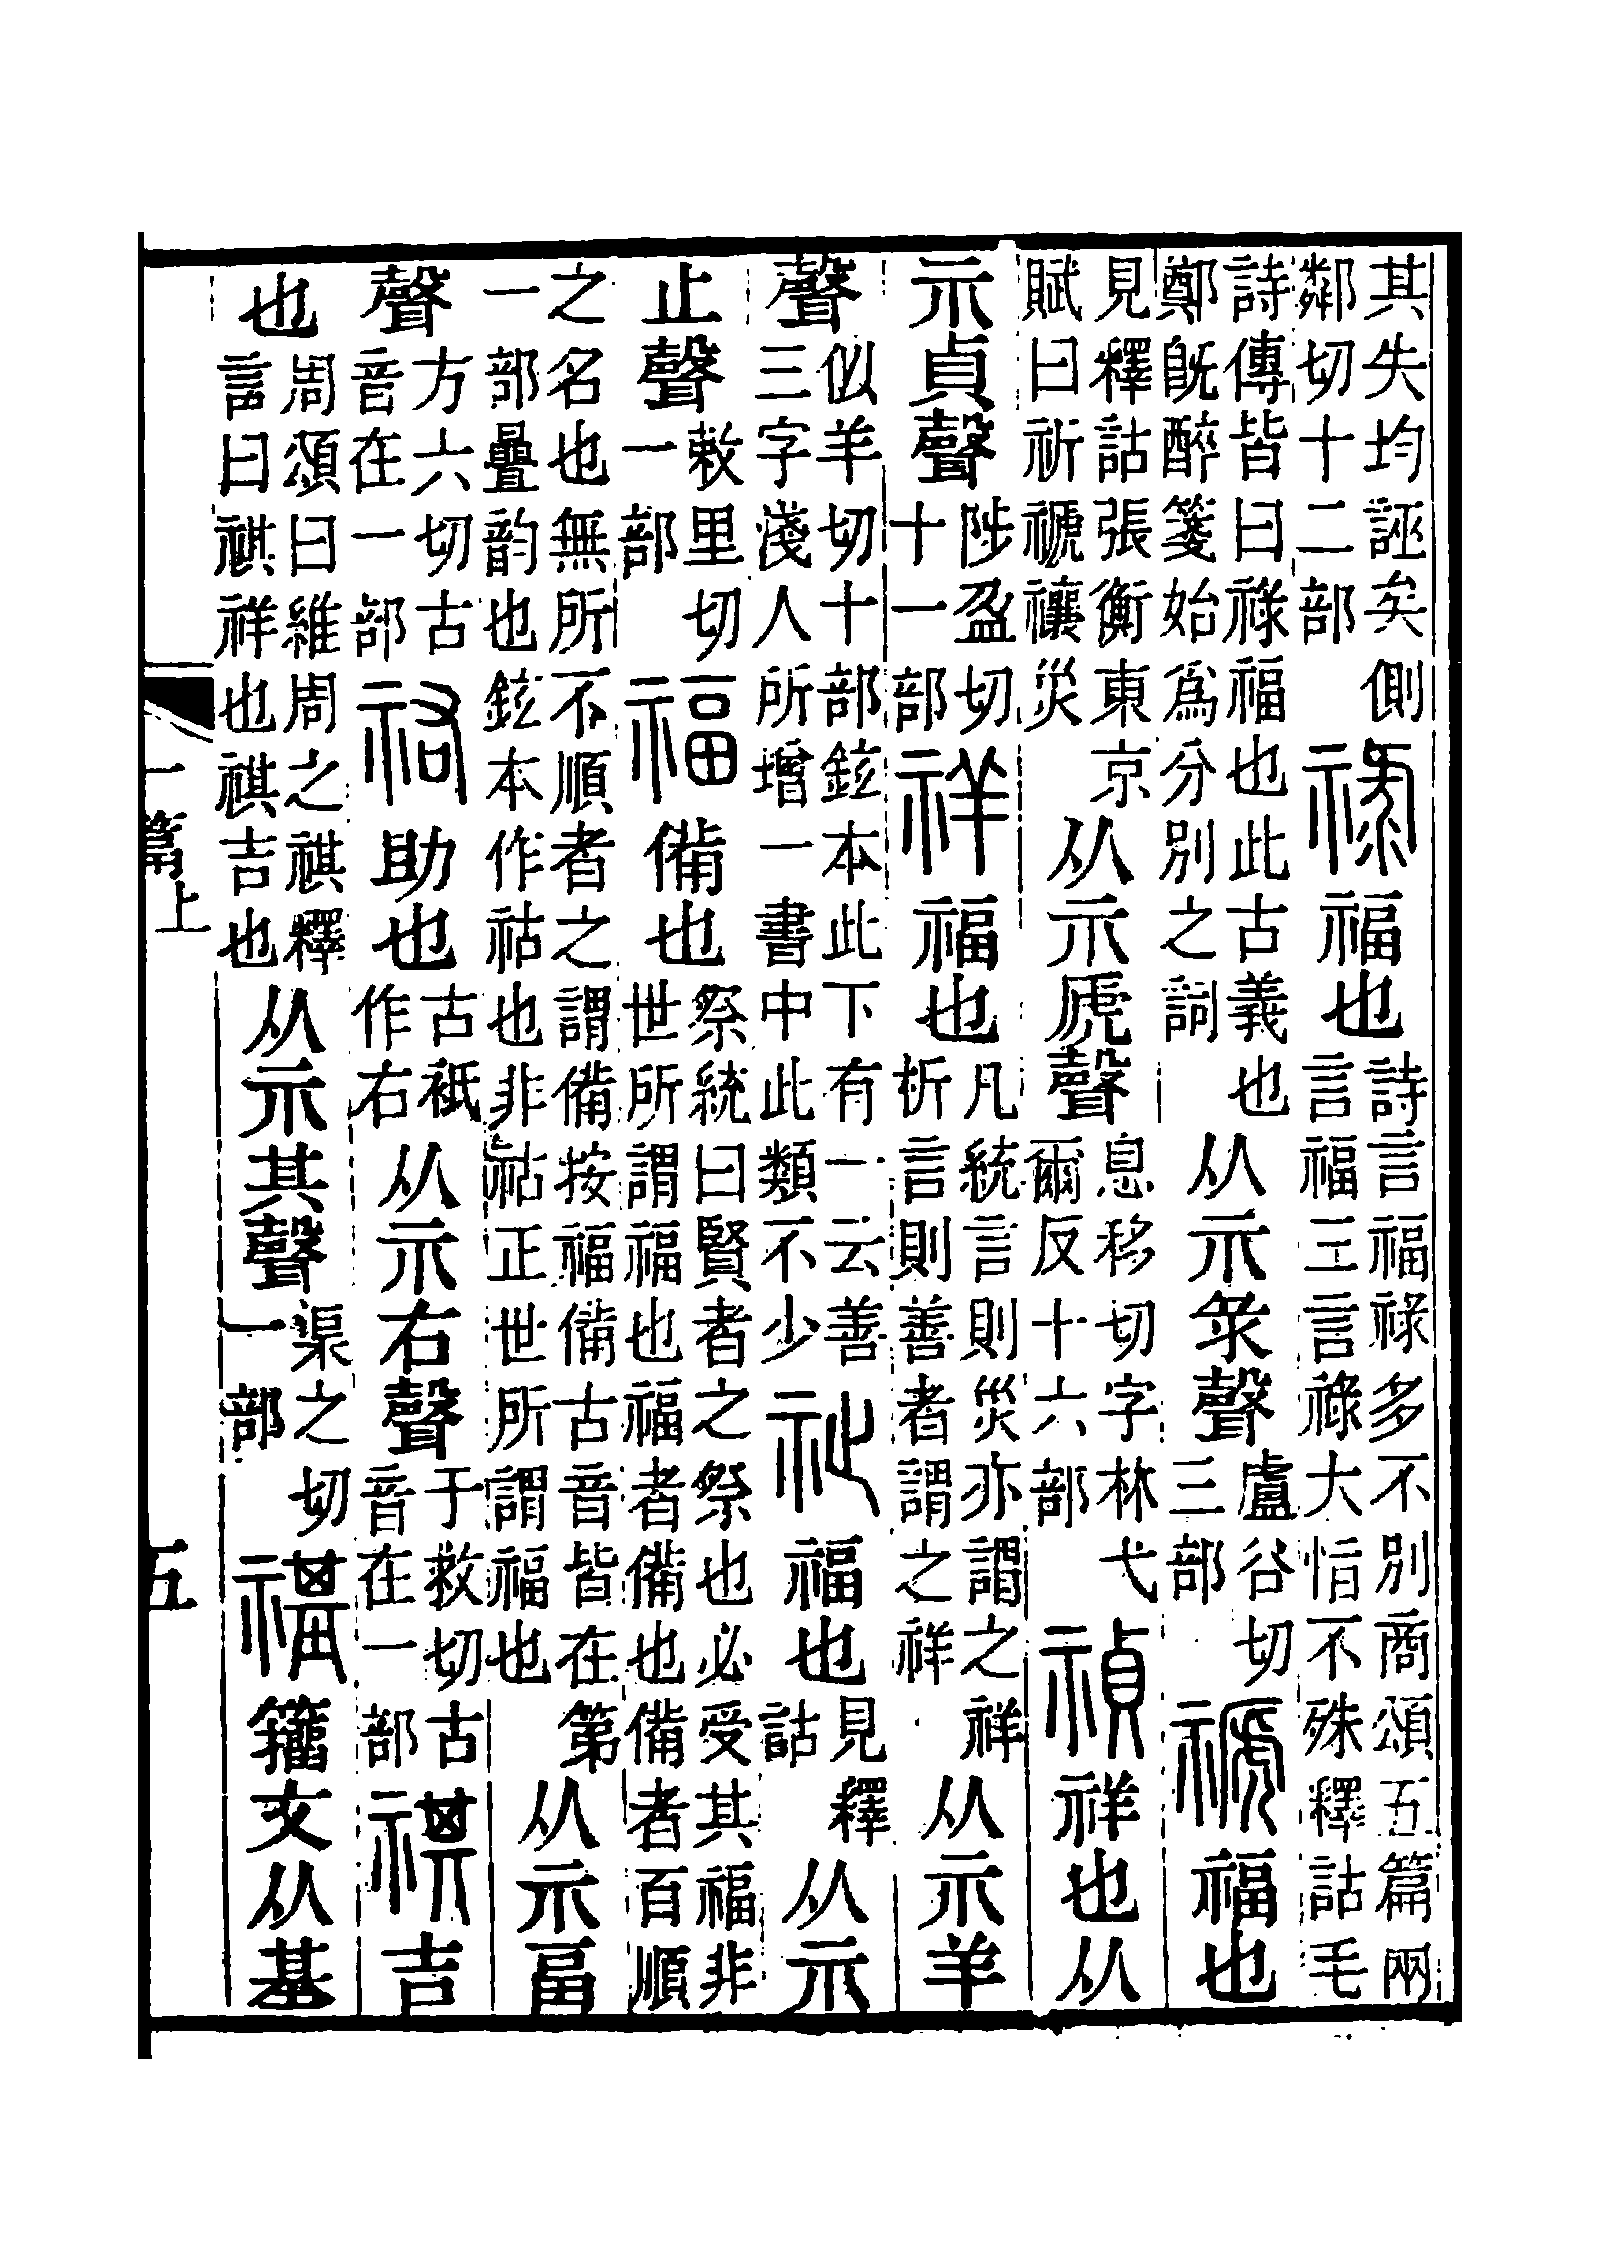 其失均誣矣側鄰切十二部祿福也詩言福祿多不別商頌五篇兩言福三言祿大恉不殊釋詁毛
詩傳皆曰祿福也此古義也鄭旣醉箋始爲分別之詞从示彔聲盧谷切三部禠福也
見釋詁張衡東京賦曰祈禠禳災从示虒聲息移切字林弋爾反十六部禎祥也从
示貞聲陟盈切十一部祥福也凡統言則災亦謂之祥析言則善者謂之祥从示羊
聲似羊切十部鉉本此下有一云善三字淺人所增一書中此類不少祉福也見釋詁从示
止聲敕里切一部福備也祭統曰賢者之祭也必受其福非世所謂福也福者備也備者百順
之名也無所不順者之謂備按福備古音皆在第一部疊韵也鉉本作祜也非祜正世所謂福也从示畐
聲方六切古音在一部祐助也古祗作右从示右聲于救切古音在一部祺吉
也周頌曰維周之祺釋言曰祺祥也祺吉也从示其聲渠之切一部禥籒文从基
一篇上 五